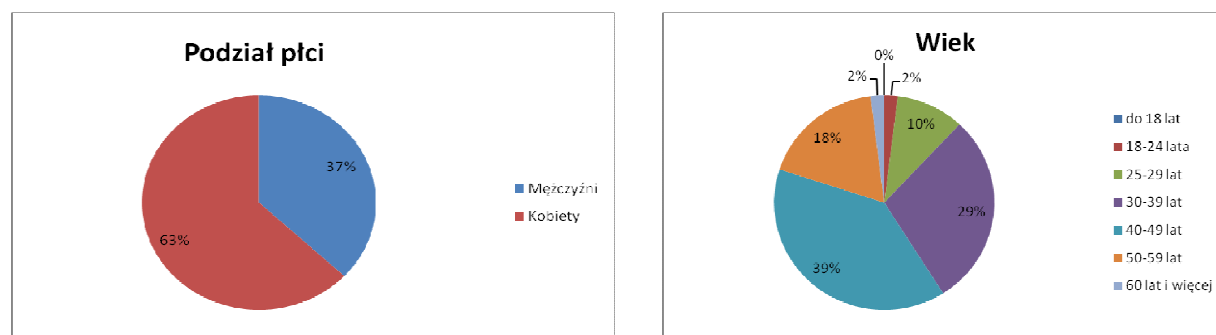 Podział płci
37%
63%
Mężczyźni
Kobiety
Wiek
0%
2%
2%
10%
18%
29%
39%
do 18 lat
18-24 lata
25-29 lat
30-39 lat
40-49 lat
50-59 lat
60 lat i więcej